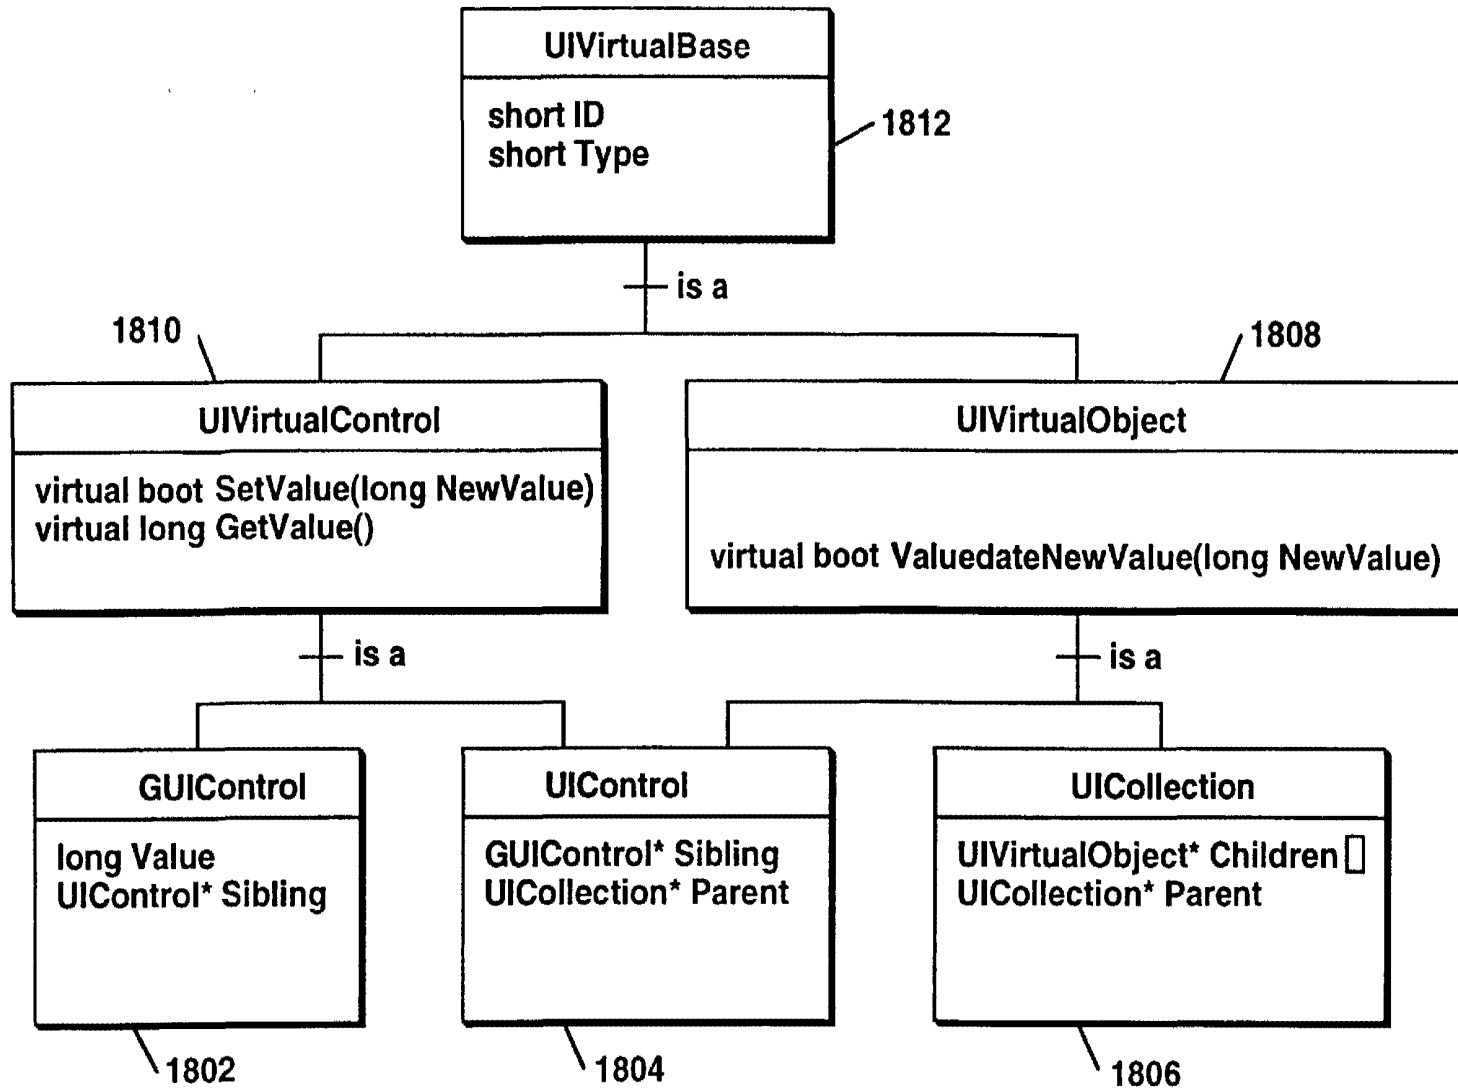 UIVirtualBase
short ID
short Type
1812
is a
1810
1808
UIVirtualControl
virtual boot SetValue(long NewValue)
virtual long GetValue()
UIVirtualObject
virtual boot ValuedateNewValue(long NewValue)
is a
is a
GUIControl
long Value
UIControl* Sibling
UIControl
GUIControl* Sibling
UICollection* Parent
UICollection
UIVirtualObject* Children []
UICollection* Parent
1802
1804
1806